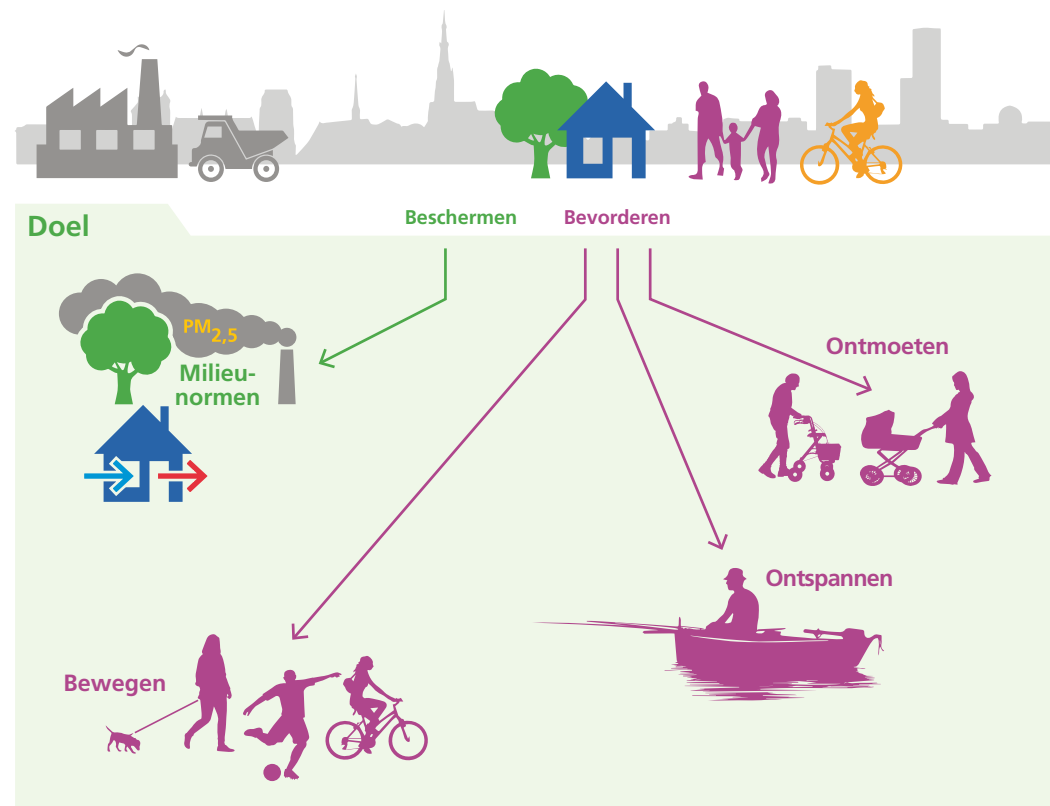 Doel
Beschermen
Bevorderen
PM2,5
Milieu-
normen
Ontmoeten
Ontspannen
Bewegen